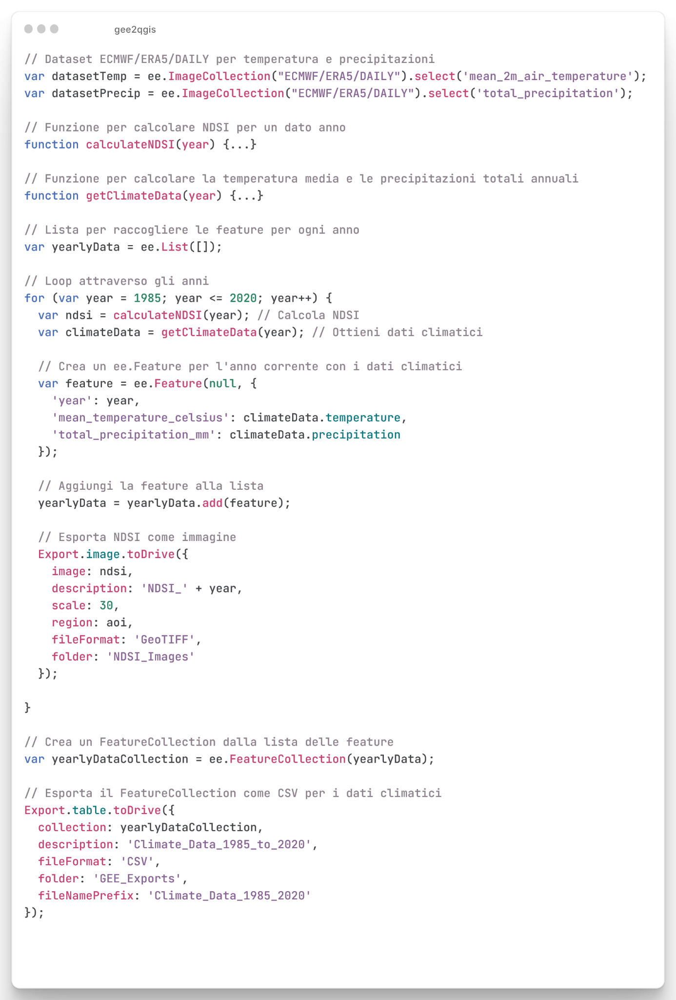 gee2qgis
// Dataset ECMWF/ERA5/DAILY per temperatura e precipitazioni
var datasetTemp = ee.ImageCollection("ECMWF/ERA5/DAILY").select('mean_2m_air_temperature');
var datasetPrecip = ee.ImageCollection("ECMWF/ERA5/DAILY").select('total_precipitation');
// Funzione per calcolare NDSI per un dato anno
function calculateNDSI(year) {...}
// Funzione per calcolare la temperatura media e le precipitazioni totali annuali
function getClimateData(year) {...}
// Lista per raccogliere le feature per ogni anno
var yearlyData = ee.List([]);
// Loop attraverso gli anni
for (var year = 1985; year <= 2020; year++) {
  var ndsi = calculateNDSI(year); // Calcola NDSI
  var climateData = getClimateData(year); // Ottieni dati climatici
  // Crea un ee.Feature per l'anno corrente con i dati climatici
  var feature = ee.Feature(null, {
    'year': year,
    'mean_temperature_celsius': climateData.temperature,
    'total_precipitation_mm': climateData.precipitation
  });
  // Aggiungi la feature alla lista
  yearlyData = yearlyData.add(feature);
  // Esporta NDSI come immagine
  Export.image.toDrive({
    image: ndsi,
    description: 'NDSI_' + year,
    scale: 30,
    region: aoi,
    fileFormat: 'GeoTIFF',
    folder: 'NDSI_Images'
  });
}
// Crea un FeatureCollection dalla lista delle feature
var yearlyDataCollection = ee.FeatureCollection(yearlyData);
// Esporta il FeatureCollection come CSV per i dati climatici
Export.table.toDrive({
  collection: yearlyDataCollection,
  description: 'Climate_Data_1985_to_2020',
  fileFormat: 'CSV',
  folder: 'GEE_Exports',
  fileNamePrefix: 'Climate_Data_1985_2020'
});